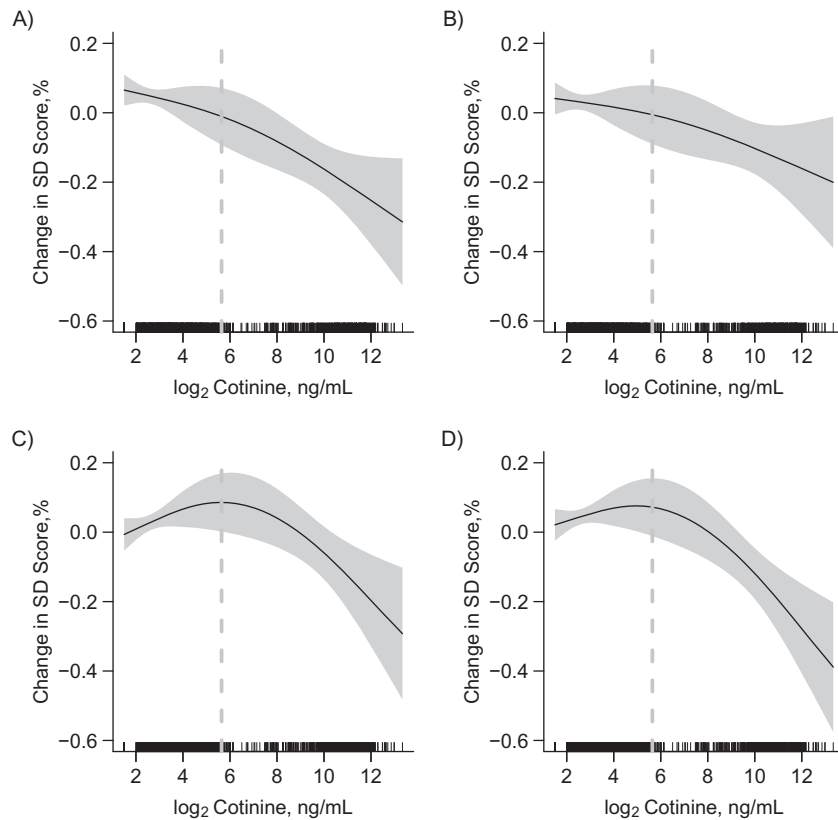 A)
Change in SD Score,%
0.2
0.0
−0.2
−0.4
−0.6
2 4 6 8 10 12
log₂ Cotinine, ng/mL
B)
Change in SD Score,%
0.2
0.0
−0.2
−0.4
−0.6
2 4 6 8 10 12
log₂ Cotinine, ng/mL
C)
Change in SD Score,%
0.2
0.0
−0.2
−0.4
−0.6
2 4 6 8 10 12
log₂ Cotinine, ng/mL
D)
Change in SD Score,%
0.2
0.0
−0.2
−0.4
−0.6
2 4 6 8 10 12
log₂ Cotinine, ng/mL